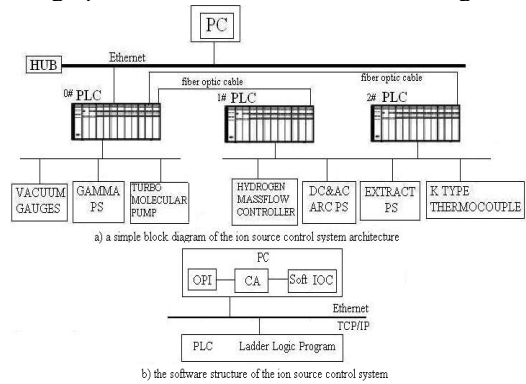 PC
HUB
Ethernet
fiber optic cable
fiber optic cable
0# PLC
1# PLC
2# PLC
VACUUM
GAUGES
GAMMA
PS
TURBO
MOLECULAR
PUMP
HYDROGEN
MASSFLOW
CONTROLLER
DC&AC
ARC PS
EXTRACT
PS
K TYPE
THERMOCOUPLE
a) a simple block diagram of the ion source control system architecture
PC
OPI
CA
Soft IOC
Ethernet
TCP/IP
PLC Ladder Logic Program
b) the software structure of the ion source control system